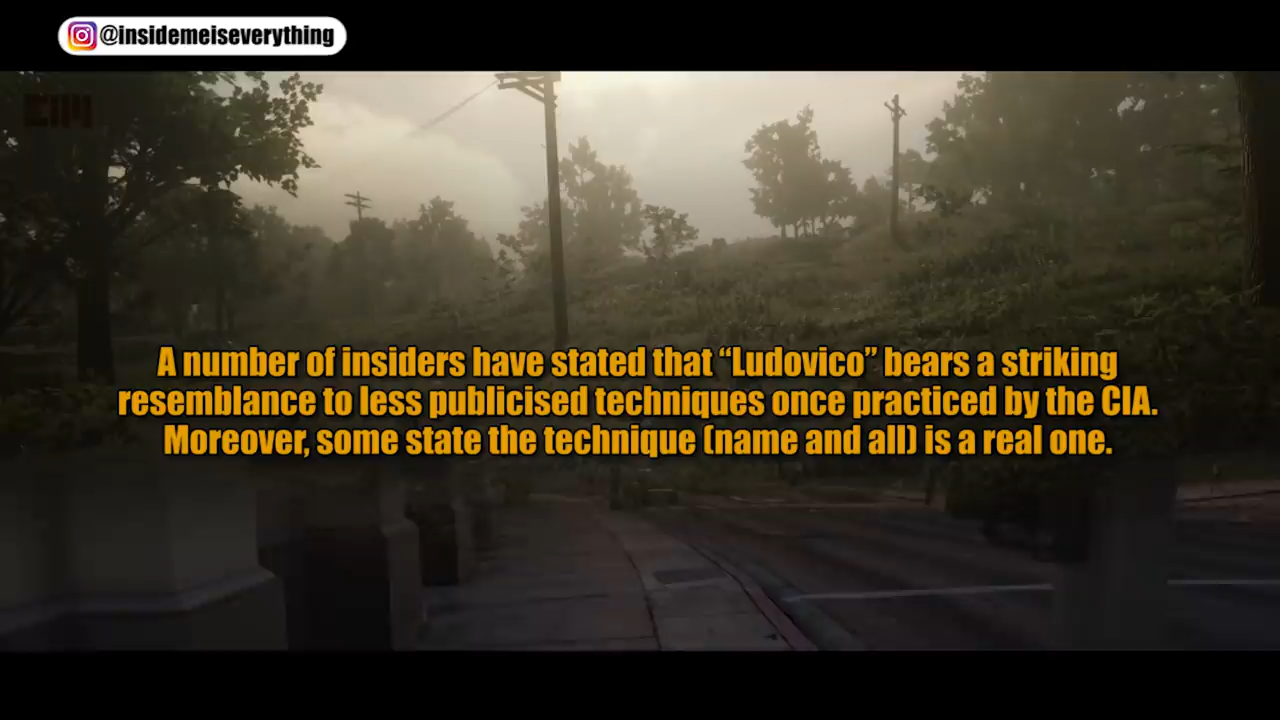 @insidemeiseverything
A number of insiders have stated that “Ludovico” bears a striking
resemblance to less publicised techniques once practiced by the CIA.
Moreover, some state the technique (name and all) is a real one.